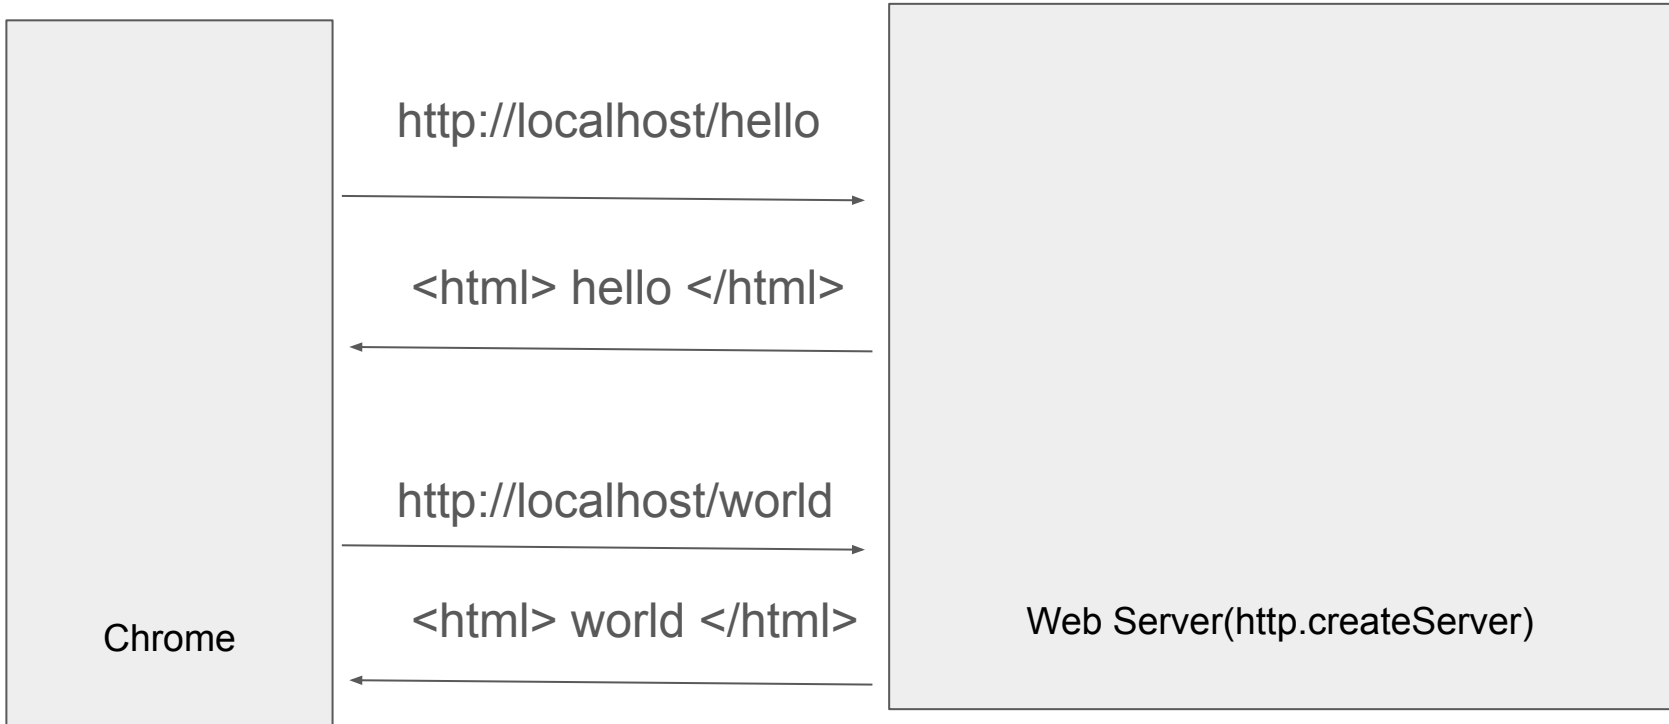 http://localhost/hello
<html> hello </html>
http://localhost/world
<html> world </html>
Chrome
Web Server(http.createServer)